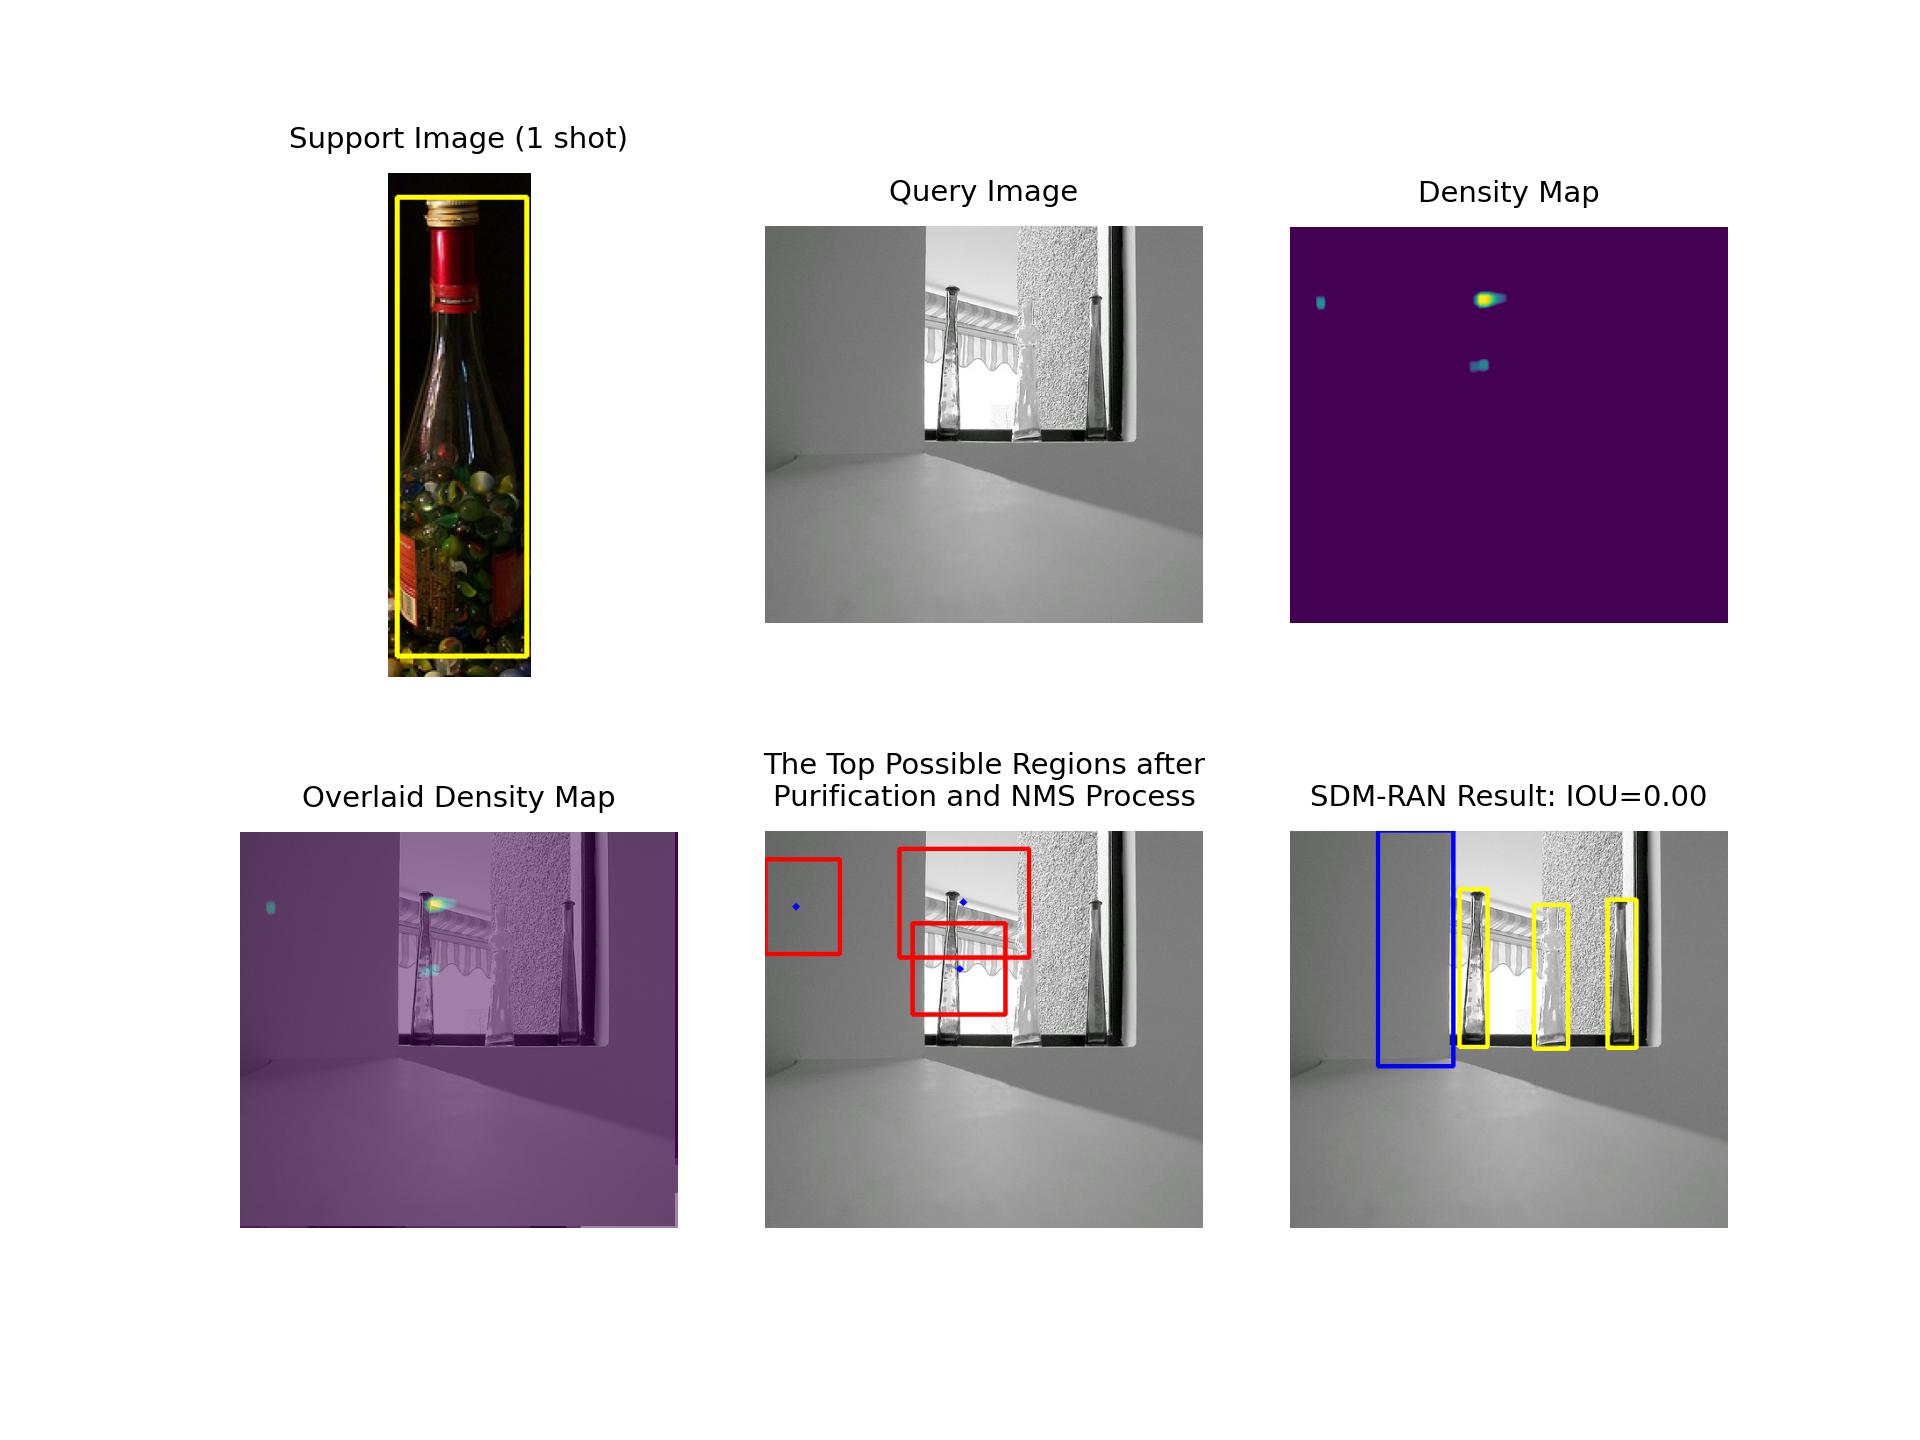 Support Image (1 shot)
Query Image
Density Map
Overlaid Density Map
The Top Possible Regions after
Purification and NMS Process
SDM-RAN Result: IOU=0.00